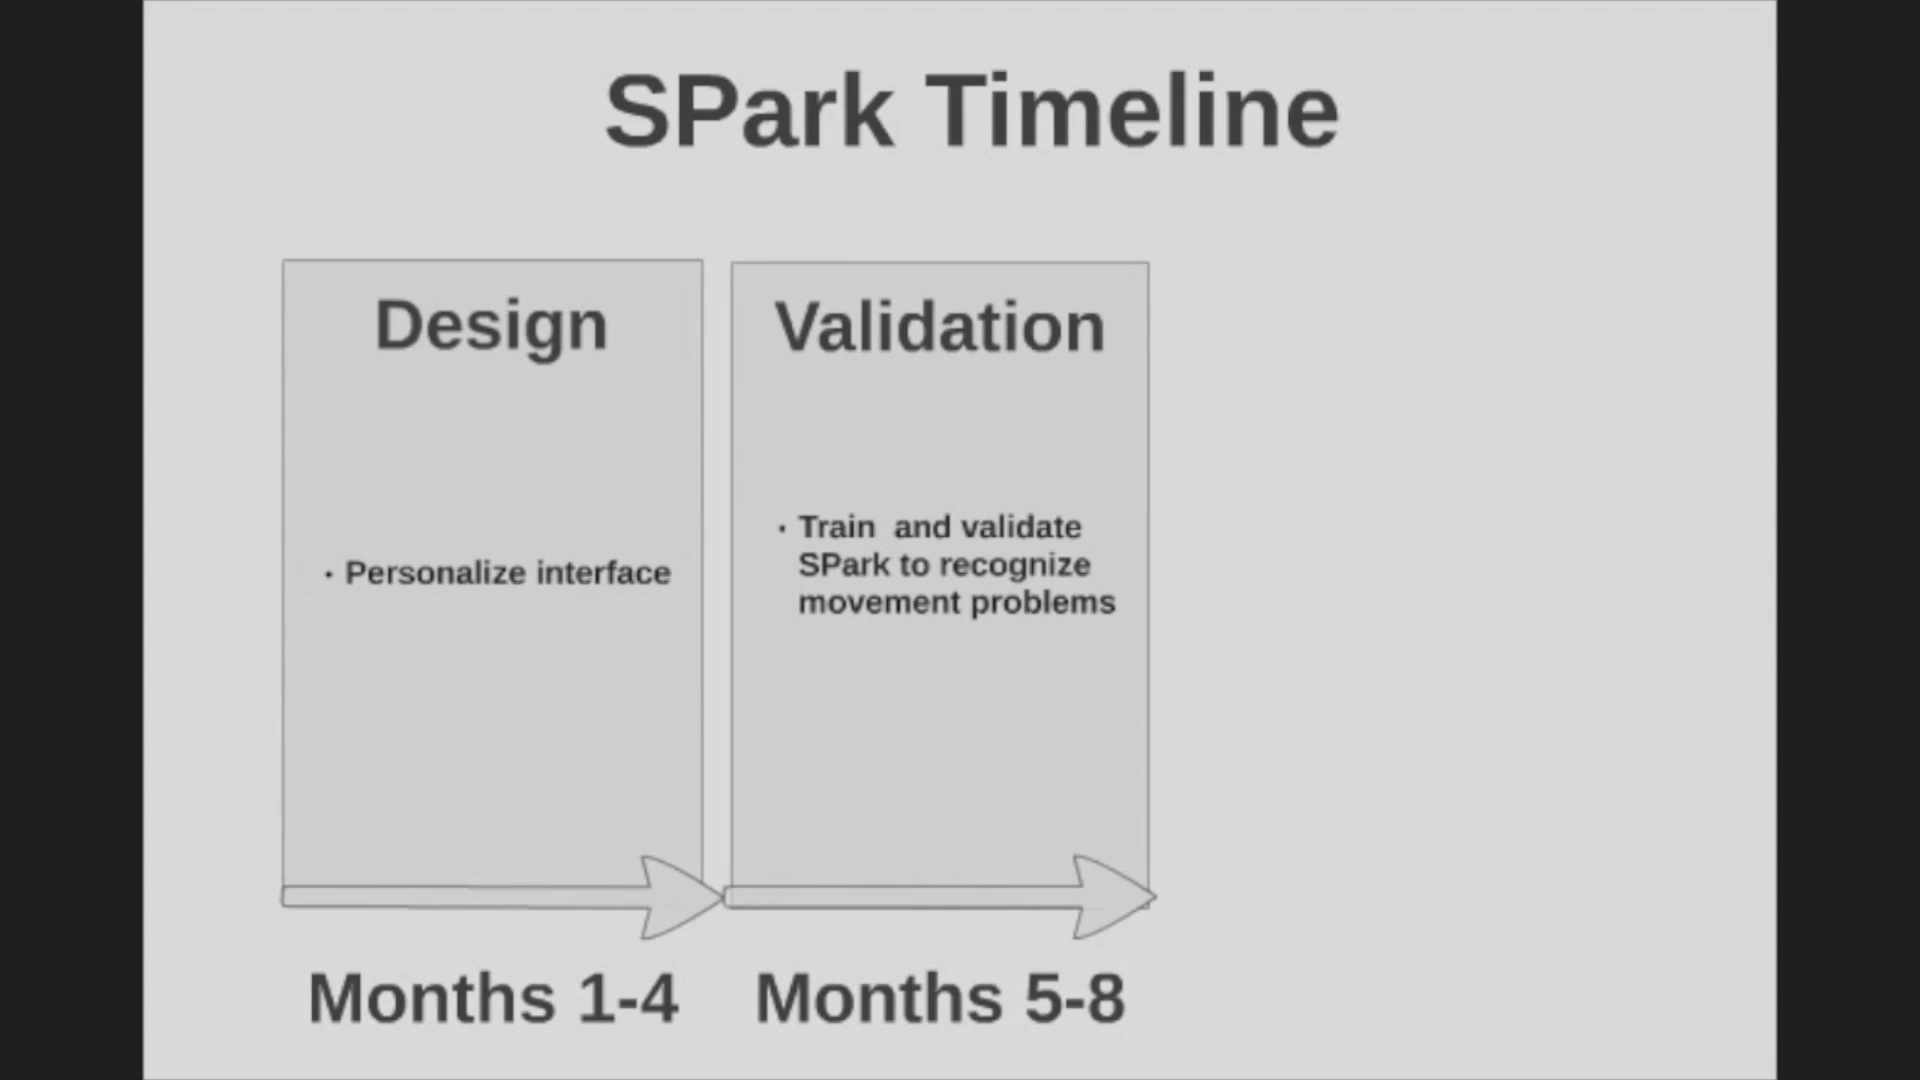 SPark Timeline
Design
· Personalize interface
Months 1-4
Validation
· Train  and validate
SPark to recognize
movement problems
Months 5-8